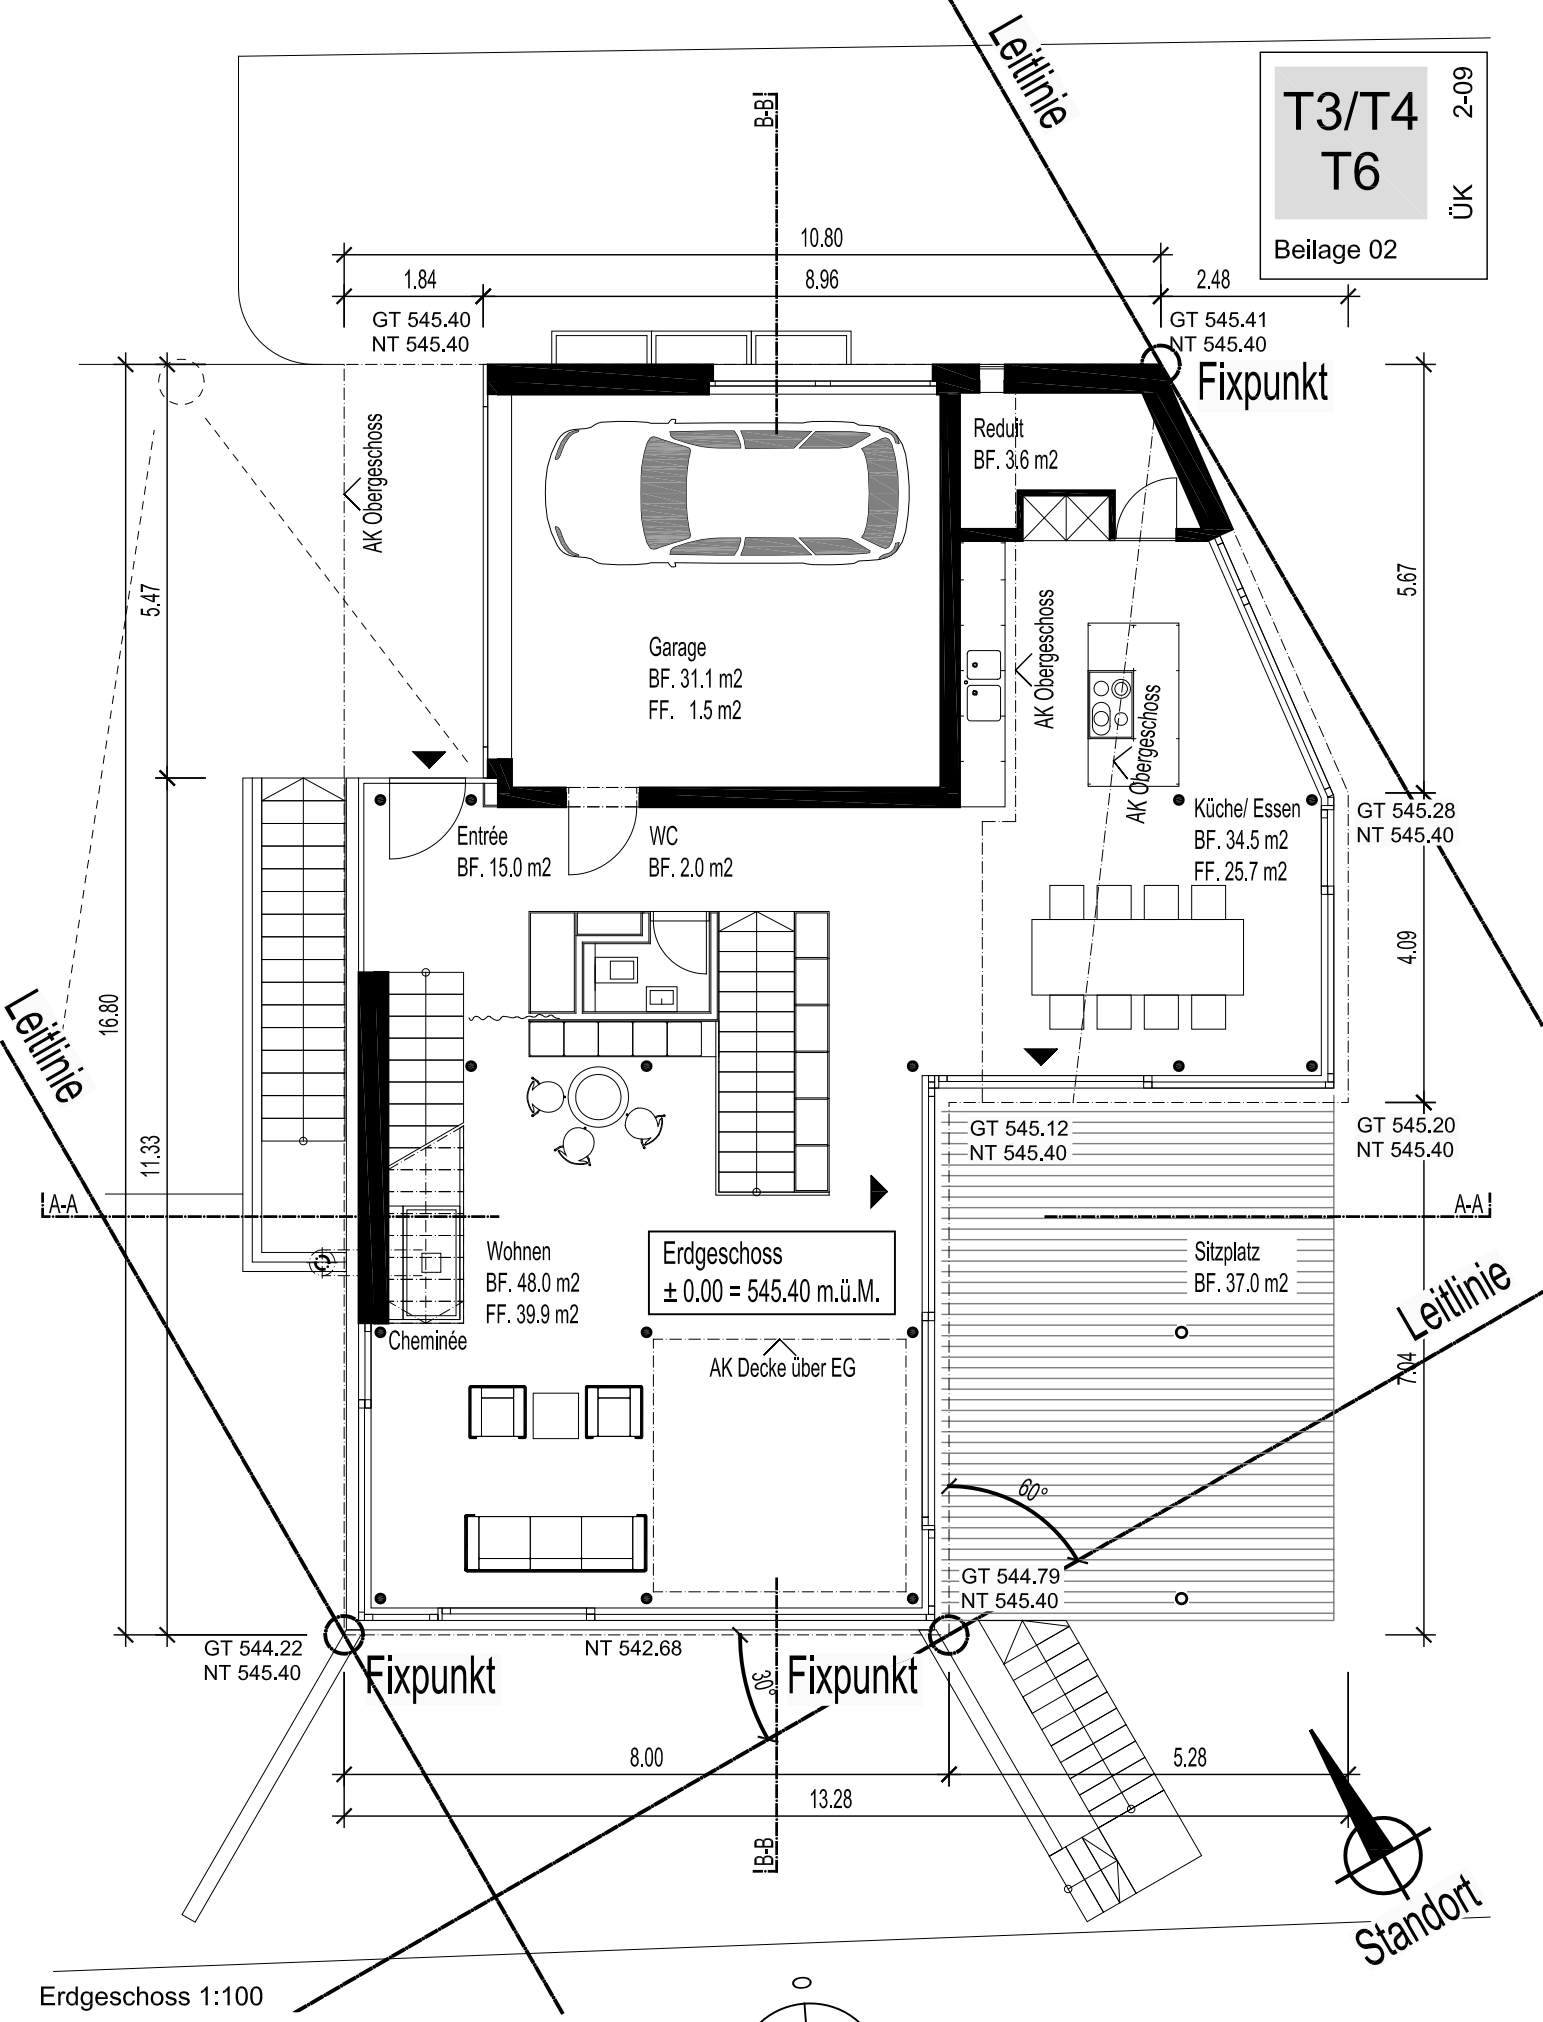 Leitlinie
T3/T4
T6
ÜK 2-09
Beilage 02
B-B
10.80
1.84
8.96
2.48
GT 545.40
NT 545.40
GT 545.41
NT 545.40
Fixpunkt
AK Obergeschoss
Reduit
BF. 3.6 m2
5.47
5.67
Garage
BF. 31.1 m2
FF. 1.5 m2
AK Obergeschoss
AK Obergeschoss
Entrée
BF. 15.0 m2
WC
BF. 2.0 m2
Küche/ Essen
BF. 34.5 m2
FF. 25.7 m2
GT 545.28
NT 545.40
4.09
16.80
Leitlinie
11.33
GT 545.12
NT 545.40
GT 545.20
NT 545.40
A-A
A-A
Wohnen
BF. 48.0 m2
FF. 39.9 m2
Erdgeschoss
± 0.00 = 545.40 m.ü.M.
Sitzplatz
BF. 37.0 m2
Leitlinie
Cheminée
AK Decke über EG
7.04
60°
GT 544.79
NT 545.40
GT 544.22
NT 545.40
NT 542.68
Fixpunkt
30°
Fixpunkt
8.00
5.28
13.28
B-B
Standort
Erdgeschoss 1:100
O